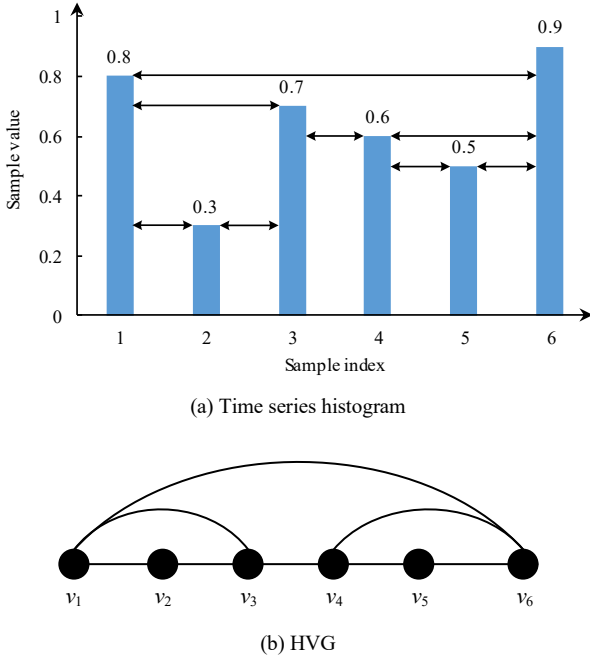 1
0.9
0.8
0.8
0.7
0.6
0.6
0.5
0.4
0.3
0.2
0
Sample value
1 2 3 4 5 6
Sample index
(a) Time series histogram
v₁ v₂ v₃ v₄ v₅ v₆
(b) HVG